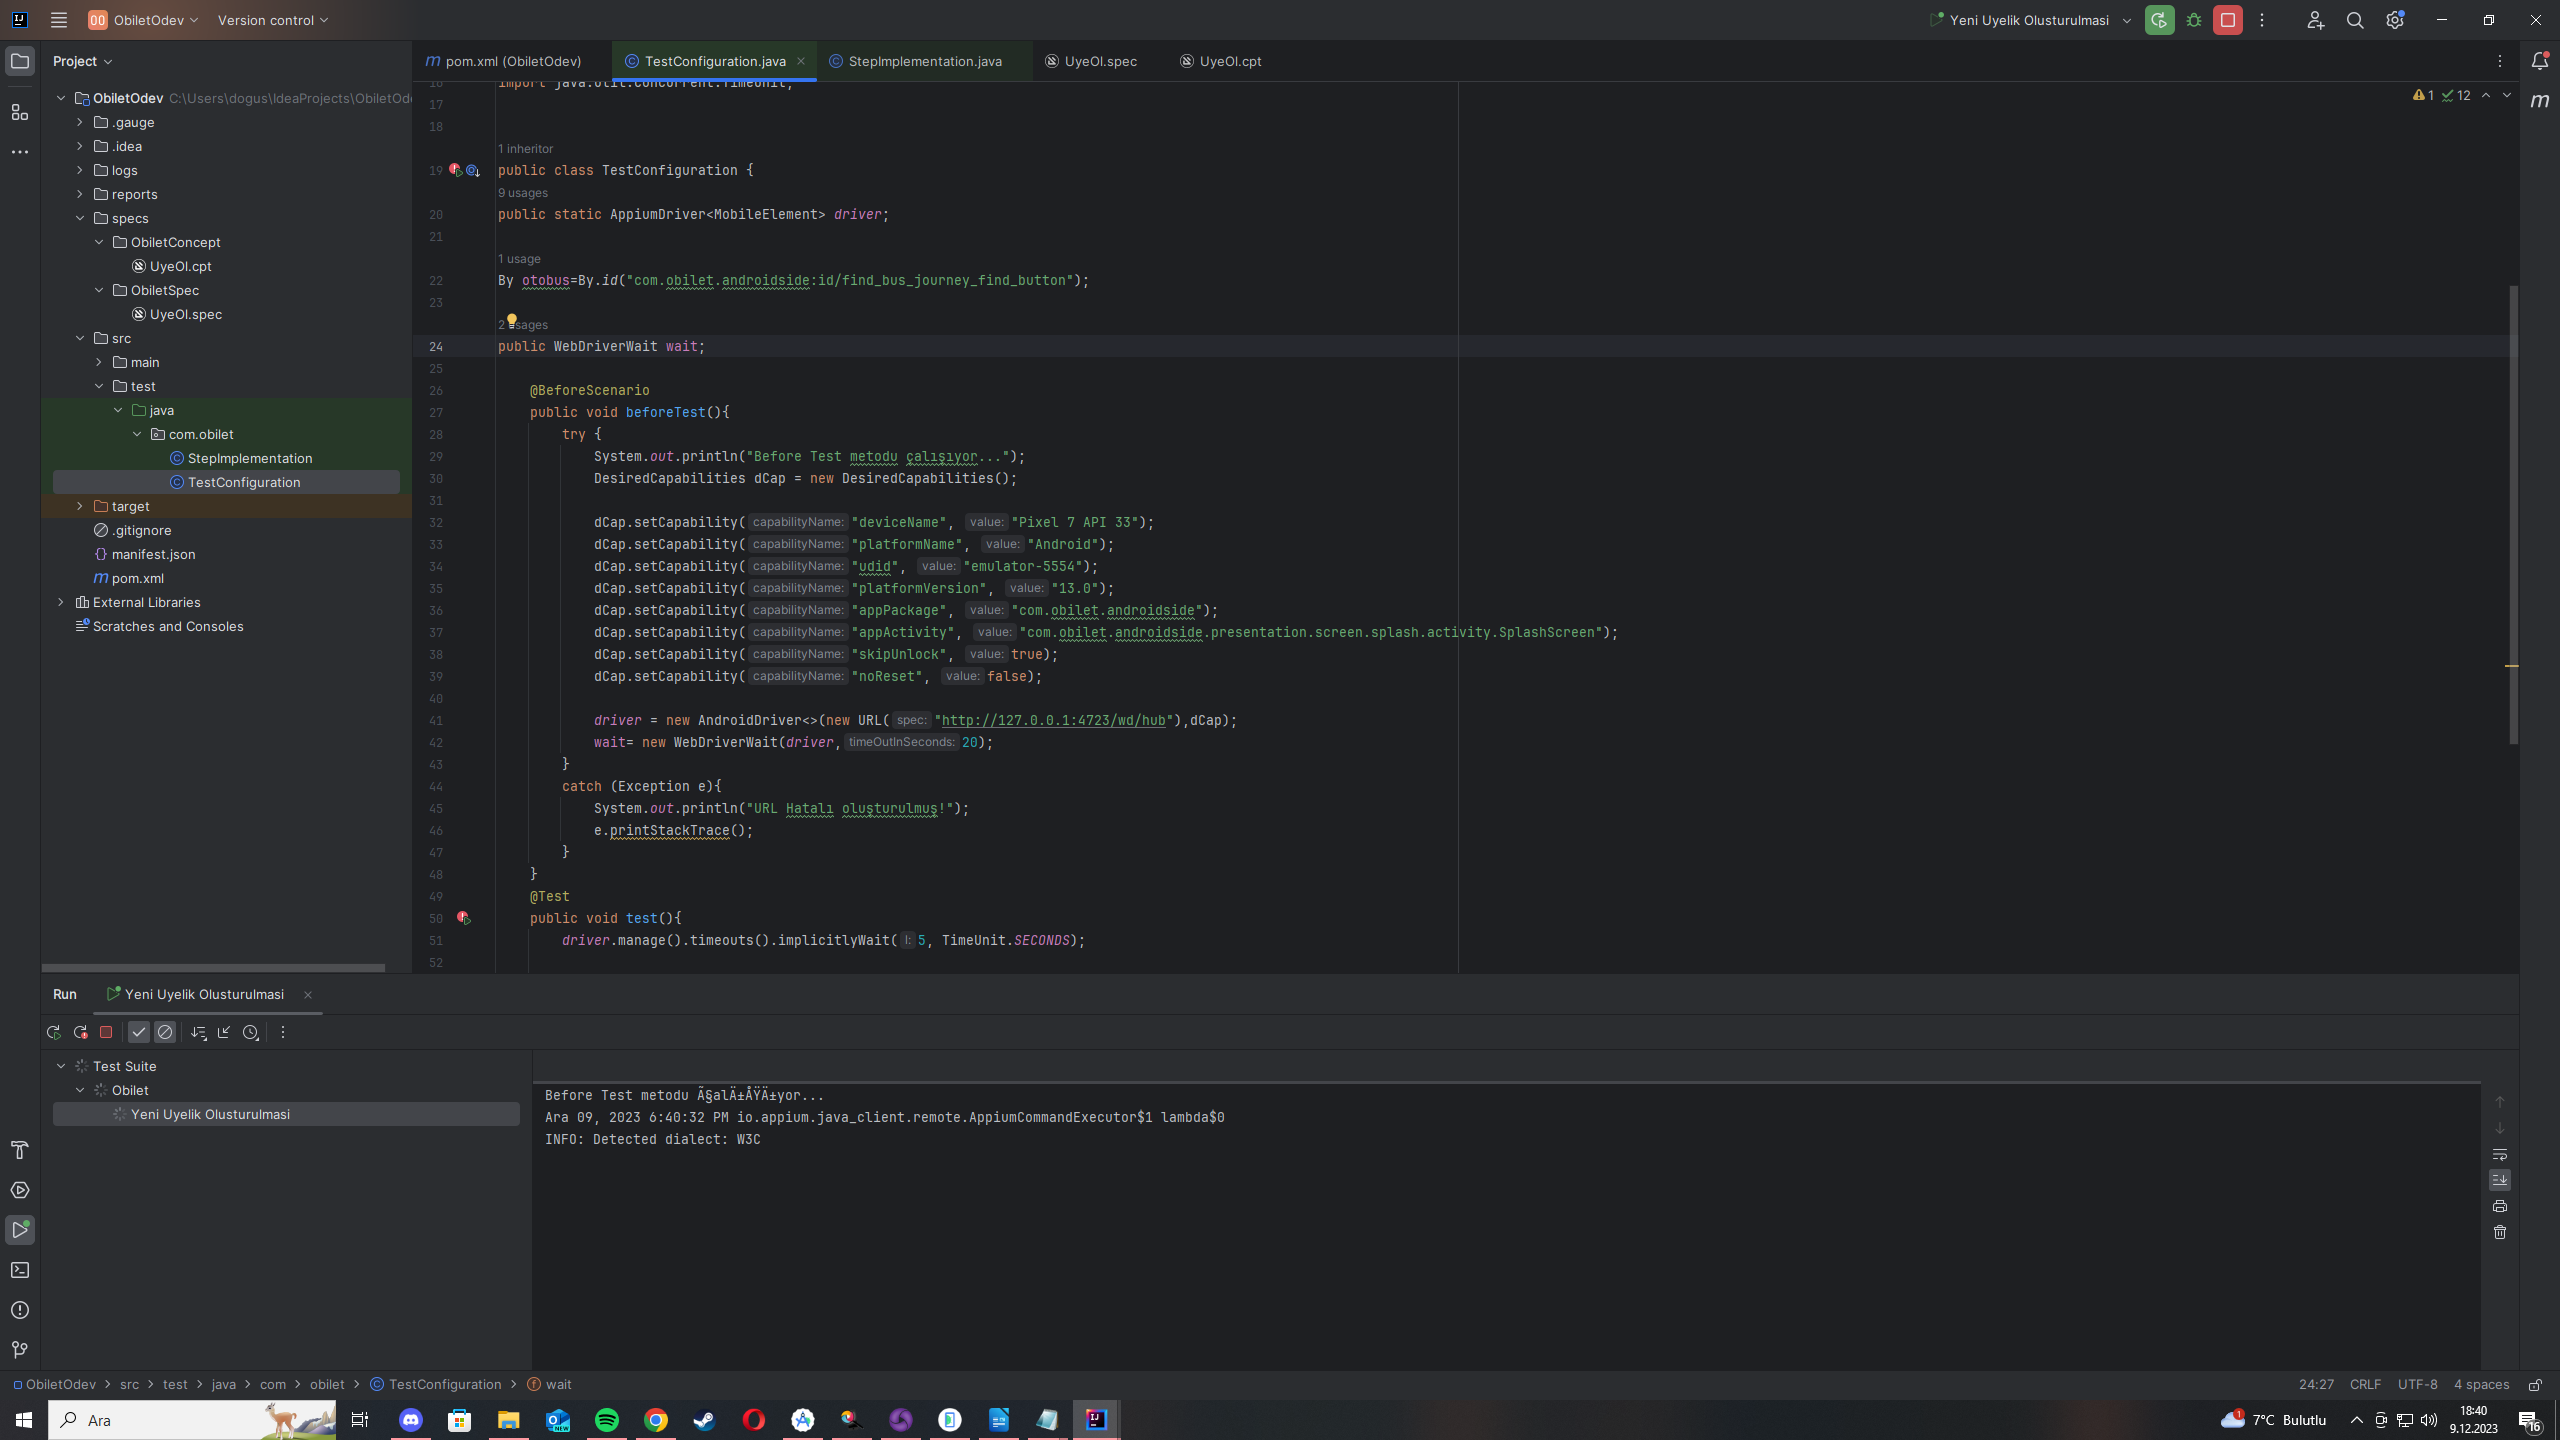 OO ObiletOdev Version control Yeni Uyelik Olusturulmasi
Project
pom.xml (ObiletOdev) TestConfiguration.java StepImplementation.java UyeOl.spec UyeOl.cpt
ObiletOdev C:\Users\dogus\IdeaProjects\ObiletOde
.gauge
.idea
logs
reports
specs
ObiletConcept
UyeOl.cpt
ObiletSpec
UyeOl.spec
src
main
test
java
com.obilet
StepImplementation
TestConfiguration
target
.gitignore
manifest.json
pom.xml
External Libraries
Scratches and Consoles
1 12
16 import java.util.concurrent.TimeUnit;
17
18
1 inheritor
19 public class TestConfiguration {
9 usages
20 public static AppiumDriver<MobileElement> driver;
21
1 usage
22 By otobus=By.id("com.obilet.androidside:id/find_bus_journey_find_button");
23
2 usages
24 public WebDriverWait wait;
25
26 @BeforeScenario
27 public void beforeTest(){
28 try {
29 System.out.println("Before Test metodu çalışıyor...");
30 DesiredCapabilities dCap = new DesiredCapabilities();
31
32 dCap.setCapability( capabilityName: "deviceName", value: "Pixel 7 API 33");
33 dCap.setCapability( capabilityName: "platformName", value: "Android");
34 dCap.setCapability( capabilityName: "udid", value: "emulator-5554");
35 dCap.setCapability( capabilityName: "platformVersion", value: "13.0");
36 dCap.setCapability( capabilityName: "appPackage", value: "com.obilet.androidside");
37 dCap.setCapability( capabilityName: "appActivity", value: "com.obilet.androidside.presentation.screen.splash.activity.SplashScreen");
38 dCap.setCapability( capabilityName: "skipUnlock", value: true);
39 dCap.setCapability( capabilityName: "noReset", value: false);
40
41 driver = new AndroidDriver<>(new URL( spec: "http://127.0.0.1:4723/wd/hub"),dCap);
42 wait= new WebDriverWait(driver, timeOutInSeconds: 20);
43 }
44 catch (Exception e){
45 System.out.println("URL Hatalı oluşturulmuş!");
46 e.printStackTrace();
47 }
48 }
49 @Test
50 public void test(){
51 driver.manage().timeouts().implicitlyWait( l: 5, TimeUnit.SECONDS);
52
Run Yeni Uyelik Olusturulmasi
Test Suite
Obilet
Yeni Uyelik Olusturulmasi
Before Test metodu Ã§alÄ±ÅŸÄ±yor...
Ara 09, 2023 6:40:32 PM io.appium.java_client.remote.AppiumCommandExecutor$1 lambda$0
INFO: Detected dialect: W3C
ObiletOdev > src > test > java > com > obilet > TestConfiguration > wait
24:27 CRLF UTF-8 4 spaces
Ara
NEW
1 7°C Bulutlu
18:40
9.12.2023
16